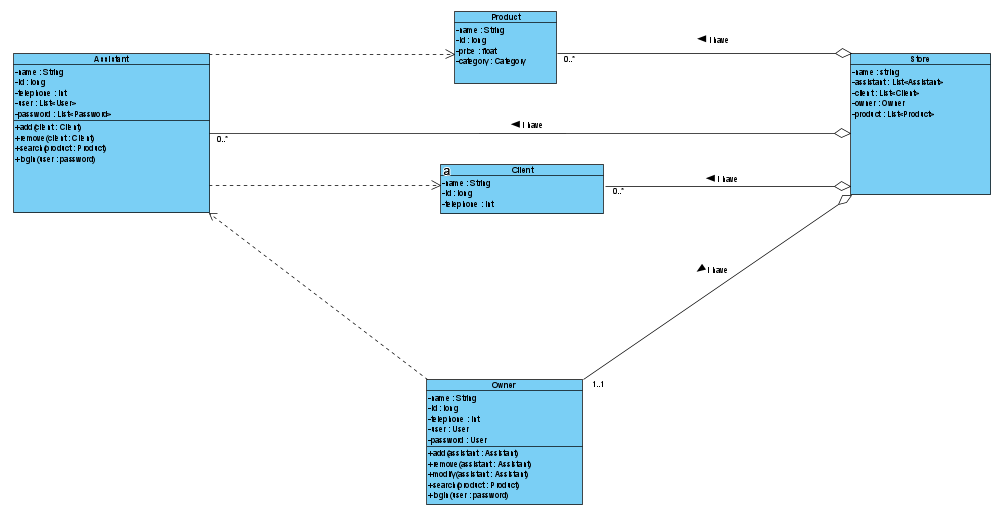 Product
-name : String
-id : long
-price : float
-category : Category
0..*
I have
Assistant
-name : String
-id : long
-telephone : int
-user : List<User>
-password : List<Password>
+add(client : Client)
+remove(client : Client)
+search(product : Product)
+login(user : password)
0..*
I have
Store
-name : string
-assistant : List<Assistant>
-client : List<Client>
-owner : Owner
-product : List<Product>
a
Client
-name : String
-id : long
-telephone : int
0..*
I have
I have
Owner
-name : String
-id : long
-telephone : int
-user : User
-password : User
+add(assistant : Assistant)
+remove(assistant : Assistant)
+modify(assistant : Assistant)
+search(product : Product)
+login(user : password)
1..1